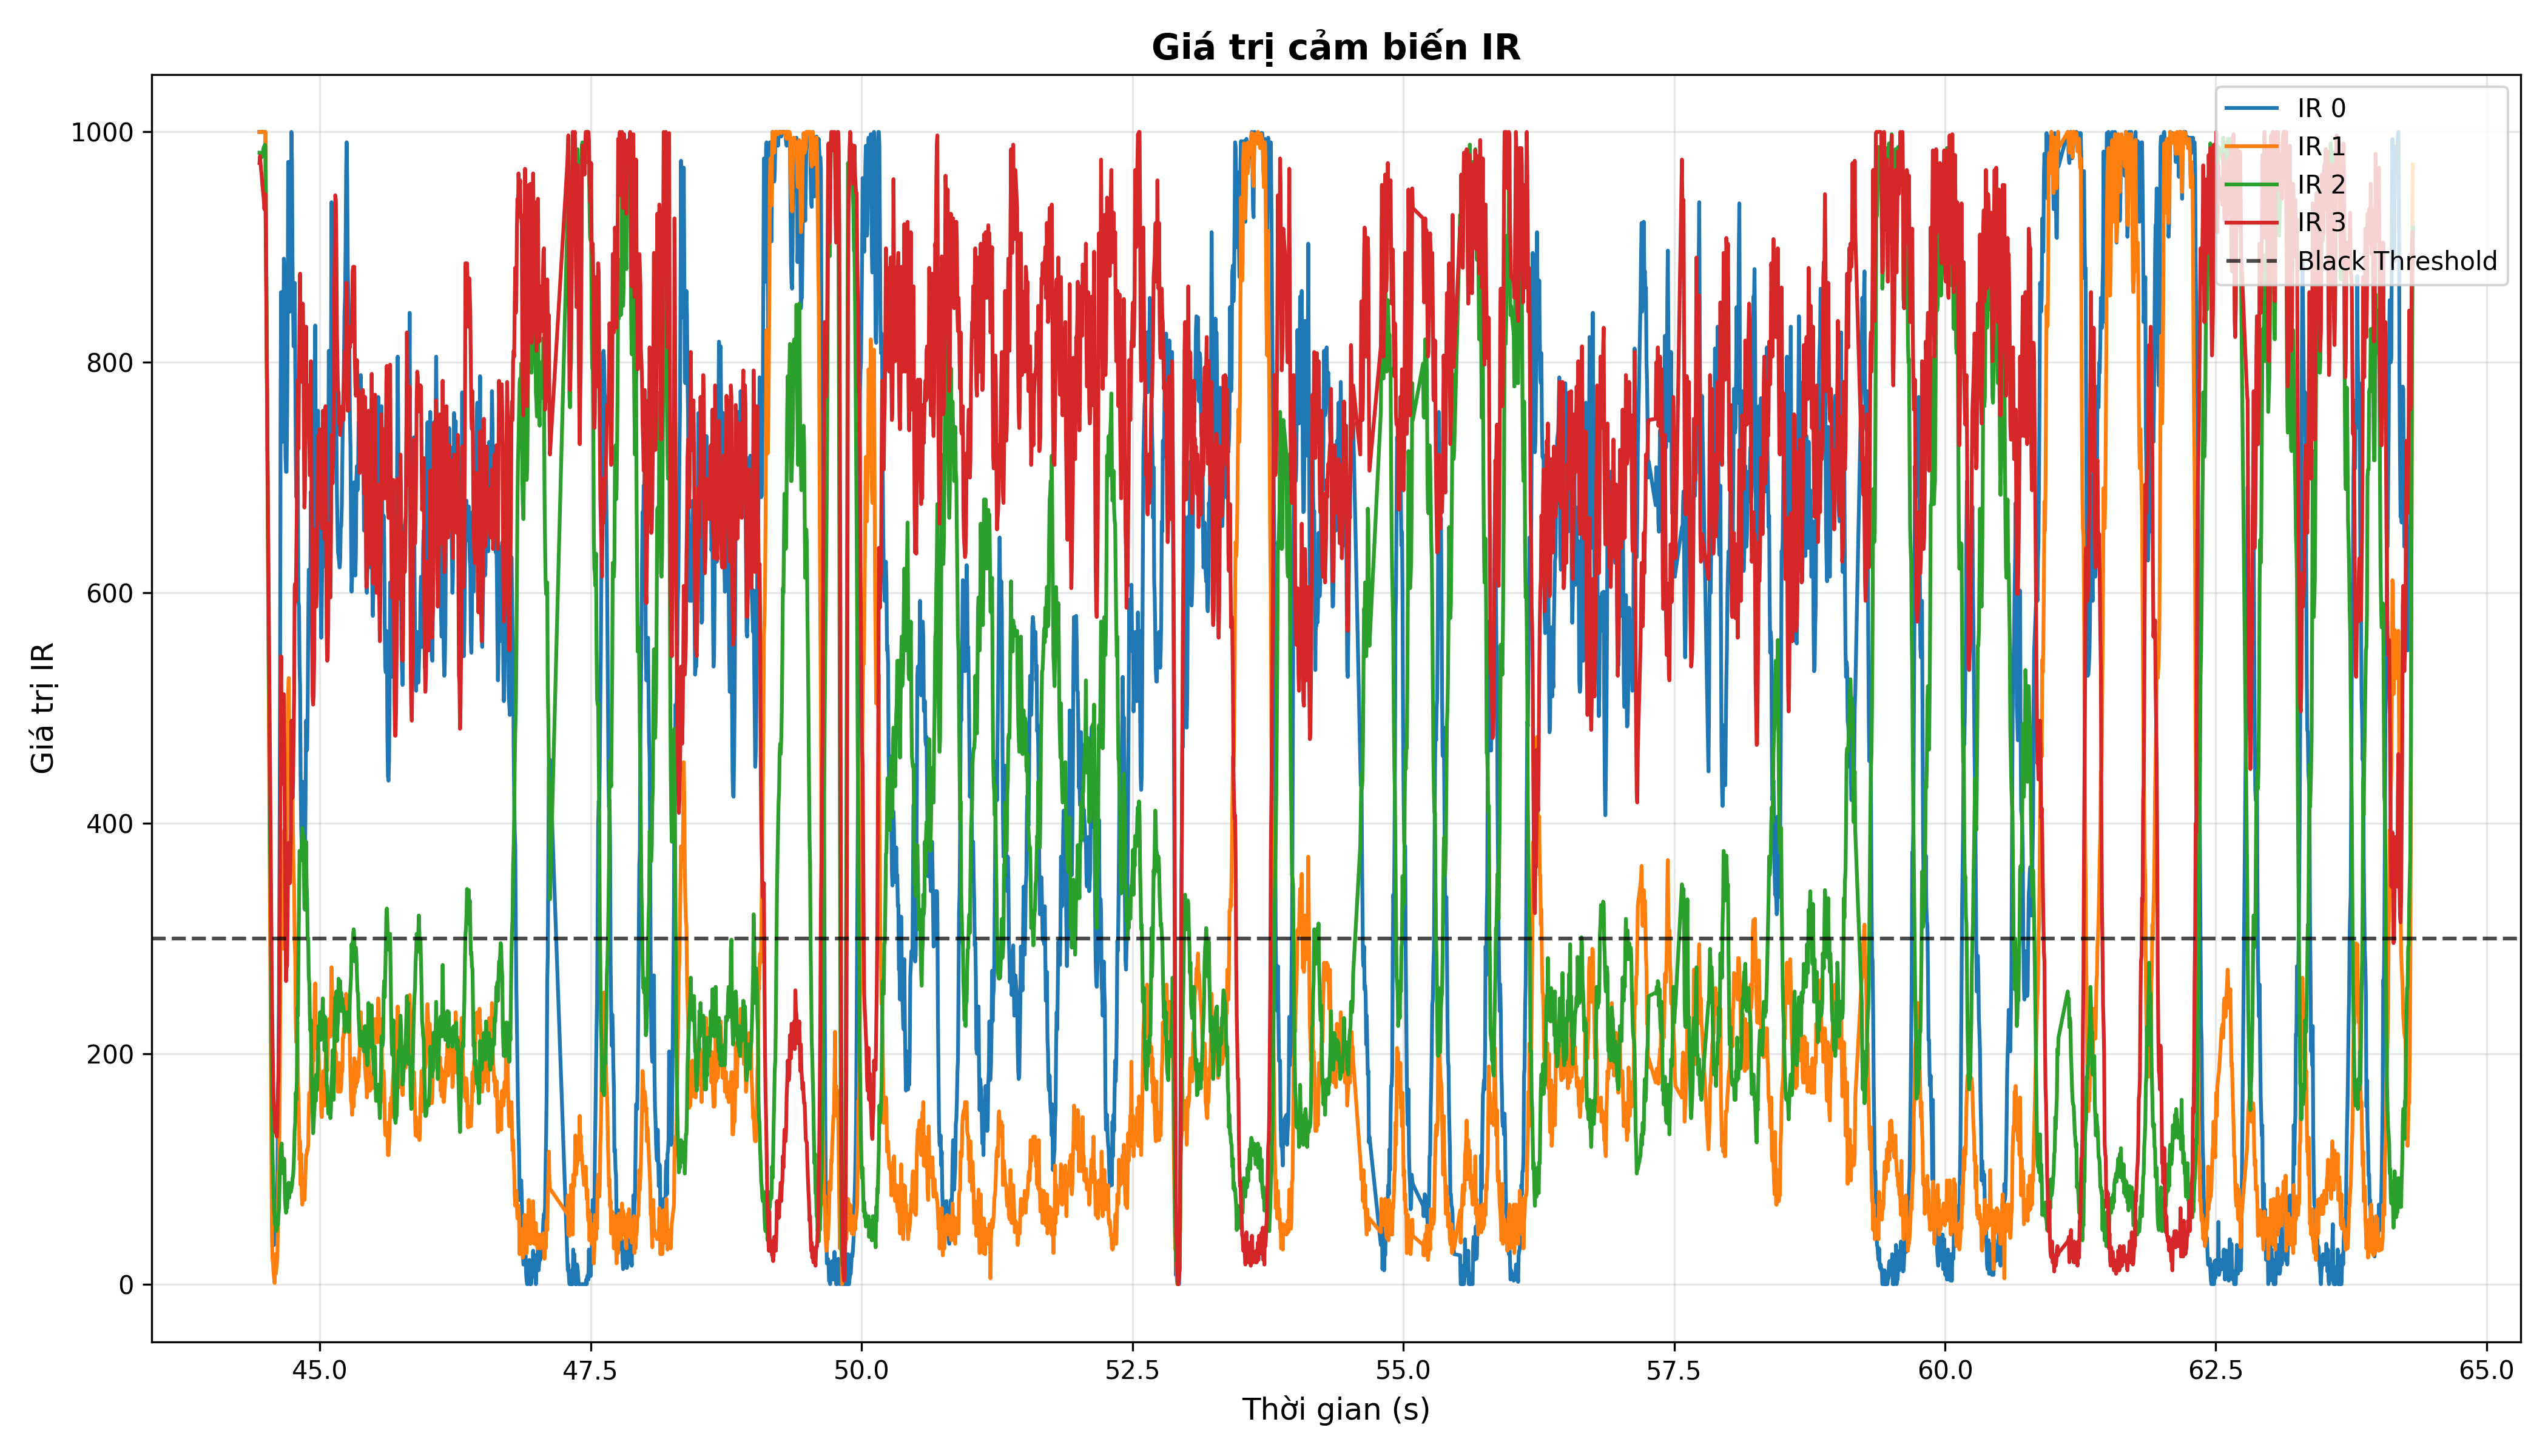 Giá trị cảm biến IR
Giá trị IR
1000
800
600
400
200
0
IR 0
IR 1
IR 2
IR 3
Black Threshold
45.0 47.5 50.0 52.5 55.0 57.5 60.0 62.5 65.0
Thời gian (s)